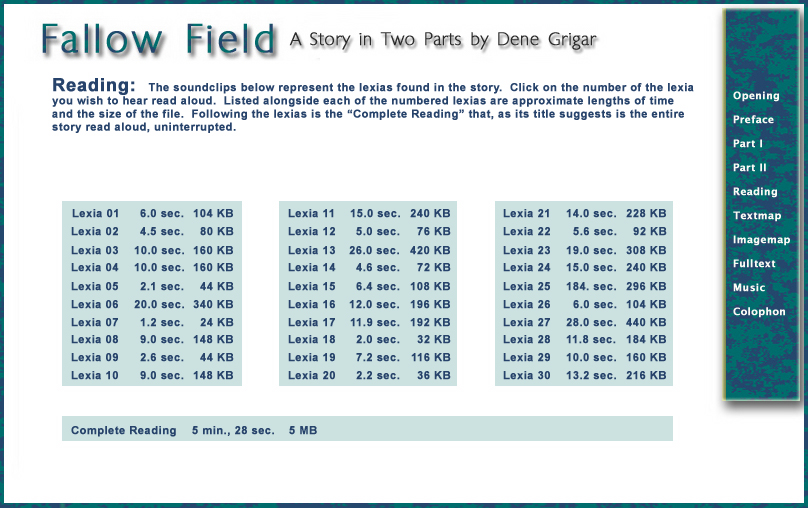 Fallow Field A Story in Two Parts by Dene Grigar
Reading: The soundclips below represent the lexias found in the story. Click on the number of the lexia
you wish to hear read aloud. Listed alongside each of the numbered lexias are approximate lengths of time
and the size of the file. Following the lexias is the “Complete Reading” that, as its title suggests is the entire
story read aloud, uninterrupted.
Lexia 01 6.0 sec. 104 KB
Lexia 02 4.5 sec. 80 KB
Lexia 03 10.0 sec. 160 KB
Lexia 04 10.0 sec. 160 KB
Lexia 05 2.1 sec. 44 KB
Lexia 06 20.0 sec. 340 KB
Lexia 07 1.2 sec. 24 KB
Lexia 08 9.0 sec. 148 KB
Lexia 09 2.6 sec. 44 KB
Lexia 10 9.0 sec. 148 KB
Lexia 11 15.0 sec. 240 KB
Lexia 12 5.0 sec. 76 KB
Lexia 13 26.0 sec. 420 KB
Lexia 14 4.6 sec. 72 KB
Lexia 15 6.4 sec. 108 KB
Lexia 16 12.0 sec. 196 KB
Lexia 17 11.9 sec. 192 KB
Lexia 18 2.0 sec. 32 KB
Lexia 19 7.2 sec. 116 KB
Lexia 20 2.2 sec. 36 KB
Lexia 21 14.0 sec. 228 KB
Lexia 22 5.6 sec. 92 KB
Lexia 23 19.0 sec. 308 KB
Lexia 24 15.0 sec. 240 KB
Lexia 25 184. sec. 296 KB
Lexia 26 6.0 sec. 104 KB
Lexia 27 28.0 sec. 440 KB
Lexia 28 11.8 sec. 184 KB
Lexia 29 10.0 sec. 160 KB
Lexia 30 13.2 sec. 216 KB
Complete Reading 5 min., 28 sec. 5 MB
Opening
Preface
Part I
Part II
Reading
Textmap
Imagemap
Fulltext
Music
Colophon